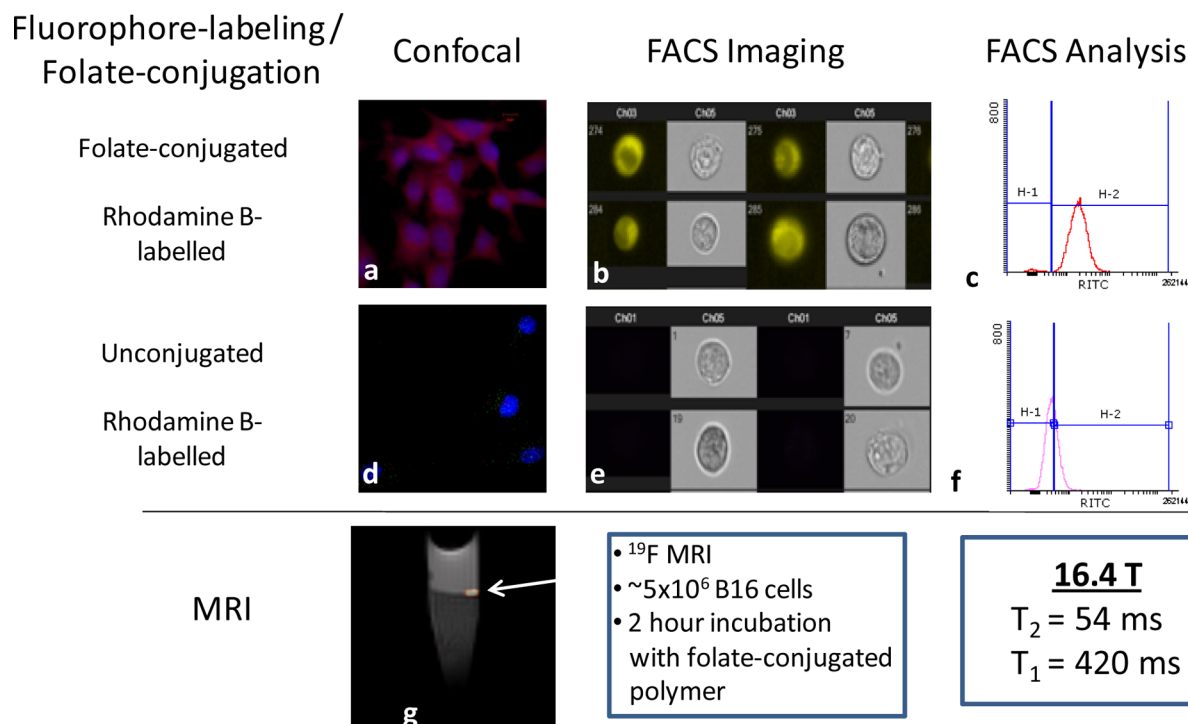 Fluorophore-labeling/
Folate-conjugation
Confocal
FACS Imaging
FACS Analysis
Folate-conjugated
Rhodamine B-
labelled
a
Ch03 Ch05 Ch03 Ch05
274 275 276
284 285 286
b
800
H-1 H-2
RITC 262144
c
Unconjugated
Rhodamine B-
labelled
d
Ch01 Ch05 Ch01 Ch05
1 7
19 20
e
800
H-1 H-2
RITC 262144
f
MRI
g
• ¹⁹F MRI
• ~5x10⁶ B16 cells
• 2 hour incubation
with folate-conjugated
polymer
16.4 T
T₂ = 54 ms
T₁ = 420 ms